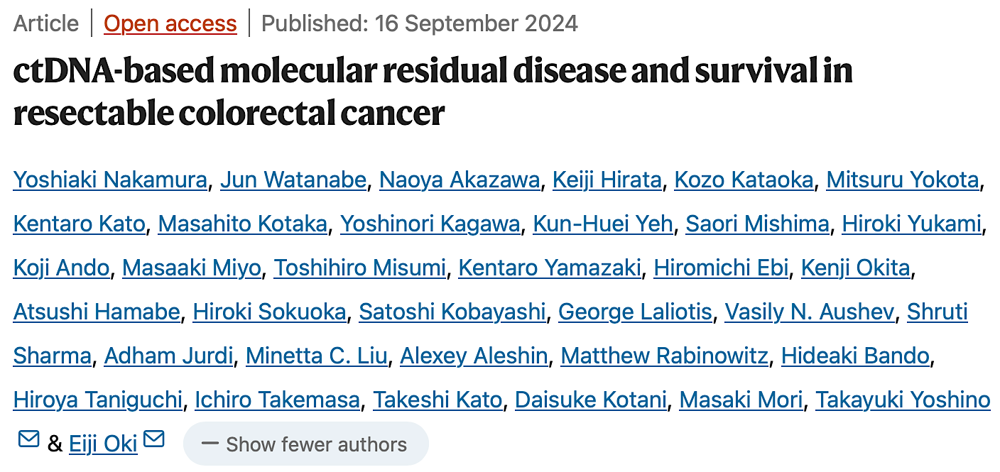 Article | Open access | Published: 16 September 2024
ctDNA-based molecular residual disease and survival in
resectable colorectal cancer
Yoshiaki Nakamura, Jun Watanabe, Naoya Akazawa, Keiji Hirata, Kozo Kataoka, Mitsuru Yokota,
Kentaro Kato, Masahito Kotaka, Yoshinori Kagawa, Kun-Huei Yeh, Saori Mishima, Hiroki Yukami,
Koji Ando, Masaaki Miyo, Toshihiro Misumi, Kentaro Yamazaki, Hiromichi Ebi, Kenji Okita,
Atsushi Hamabe, Hiroki Sokuoka, Satoshi Kobayashi, George Laliotis, Vasily N. Aushev, Shruti
Sharma, Adham Jurdi, Minetta C. Liu, Alexey Aleshin, Matthew Rabinowitz, Hideaki Bando,
Hiroya Taniguchi, Ichiro Takemasa, Takeshi Kato, Daisuke Kotani, Masaki Mori, Takayuki Yoshino
& Eiji Oki — Show fewer authors